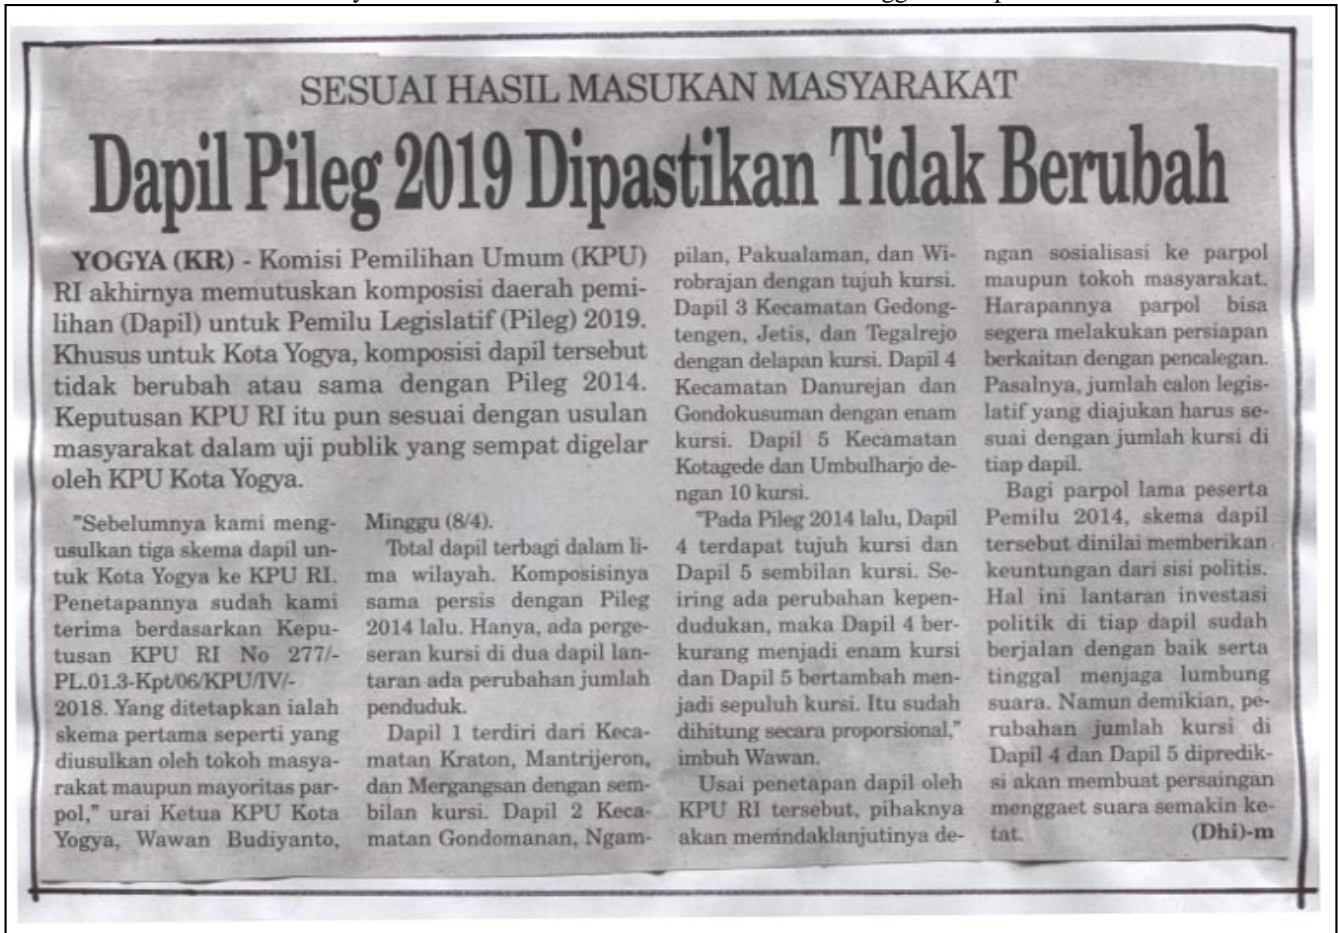 SESUAI HASIL MASUKAN MASYARAKAT
Dapil Pileg 2019 Dipastikan Tidak Berubah
YOGYA (KR) - Komisi Pemilihan Umum (KPU)
RI akhirnya memutuskan komposisi daerah pemi-
lihan (Dapil) untuk Pemilu Legislatif (Pileg) 2019.
Khusus untuk Kota Yogya, komposisi dapil tersebut
tidak berubah atau sama dengan Pileg 2014.
Keputusan KPU RI itu pun sesuai dengan usulan
masyarakat dalam uji publik yang sempat digelar
oleh KPU Kota Yogya.
"Sebelumnya kami meng-
usulkan tiga skema dapil un-
tuk Kota Yogya ke KPU RI.
Penetapannya sudah kami
terima berdasarkan Kepu-
tusan KPU RI No 277/-
PL.01.3-Kpt/06/KPU/IV/-
2018. Yang ditetapkan ialah
skema pertama seperti yang
diusulkan oleh tokoh masya-
rakat maupun mayoritas par-
pol," urai Ketua KPU Kota
Yogya, Wawan Budiyanto,
Minggu (8/4).
Total dapil terbagi dalam li-
ma wilayah. Komposisinya
sama persis dengan Pileg
2014 lalu. Hanya, ada perge-
seran kursi di dua dapil lan-
taran ada perubahan jumlah
penduduk.
Dapil 1 terdiri dari Keca-
matan Kraton, Mantrijeron,
dan Mergangsan dengan sem-
bilan kursi. Dapil 2 Keca-
matan Gondomanan, Ngam-
pilan, Pakualaman, dan Wi-
robrajan dengan tujuh kursi.
Dapil 3 Kecamatan Gedong-
tengen, Jetis, dan Tegalrejo
dengan delapan kursi. Dapil 4
Kecamatan Danurejan dan
Gondokusuman dengan enam
kursi. Dapil 5 Kecamatan
Kotagede dan Umbulharjo de-
ngan 10 kursi.
"Pada Pileg 2014 lalu, Dapil
4 terdapat tujuh kursi dan
Dapil 5 sembilan kursi. Se-
iring ada perubahan kepen-
dudukan, maka Dapil 4 ber-
kurang menjadi enam kursi
dan Dapil 5 bertambah men-
jadi sepuluh kursi. Itu sudah
dihitung secara proporsional,"
imbuh Wawan.
Usai penetapan dapil oleh
KPU RI tersebut, pihaknya
akan menindaklanjutinya de-
ngan sosialisasi ke parpol
maupun tokoh masyarakat.
Harapannya parpol bisa
segera melakukan persiapan
berkaitan dengan pencalegan.
Pasalnya, jumlah calon legis-
latif yang diajukan harus se-
suai dengan jumlah kursi di
tiap dapil.
Bagi parpol lama peserta
Pemilu 2014, skema dapil
tersebut dinilai memberikan
keuntungan dari sisi politis.
Hal ini lantaran investasi
politik di tiap dapil sudah
berjalan dengan baik serta
tinggal menjaga lumbung
suara. Namun demikian, pe-
rubahan jumlah kursi di
Dapil 4 dan Dapil 5 dipredik-
si akan membuat persaingan
menggaet suara semakin ke-
tat. (Dhi)-m